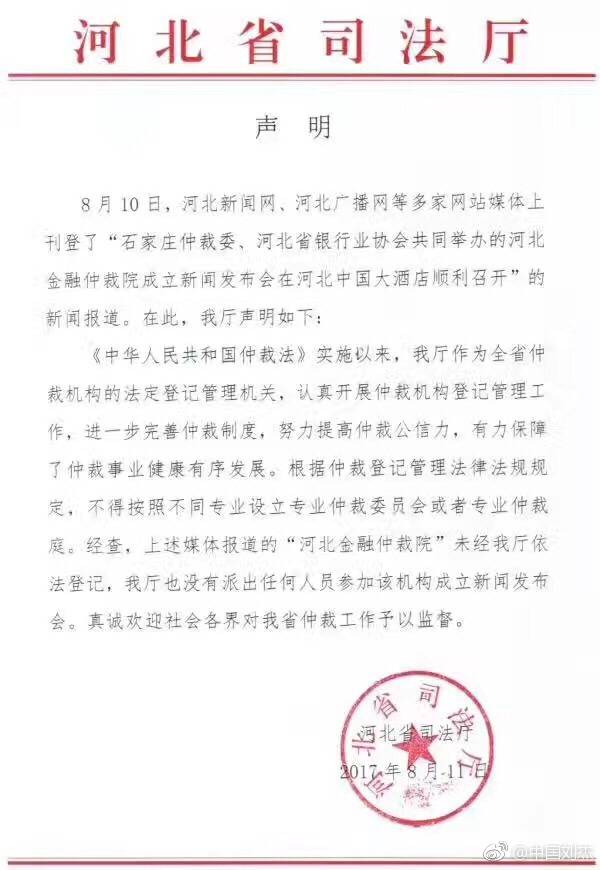 河北省司法厅
声 明
8月10日，河北新闻网、河北广播网等多家网站媒体上
刊登了“石家庄仲裁委、河北省银行业协会共同举办的河北
金融仲裁院成立新闻发布会在河北中国大酒店顺利召开”的
新闻报道。在此，我厅声明如下：
《中华人民共和国仲裁法》实施以来，我厅作为全省仲
裁机构的法定登记管理机关，认真开展仲裁机构登记管理工
作，进一步完善仲裁制度，努力提高仲裁公信力，有力保障
了仲裁事业健康有序发展。根据仲裁登记管理法律法规规
定，不得按照不同专业设立专业仲裁委员会或者专业仲裁
庭。经查，上述媒体报道的“河北金融仲裁院”未经我厅依
法登记，我厅也没有派出任何人员参加该机构成立新闻发布
会。真诚欢迎社会各界对我省仲裁工作予以监督。
河北省司法厅
河北省司法厅
2017年8月11日
@中国刘杰